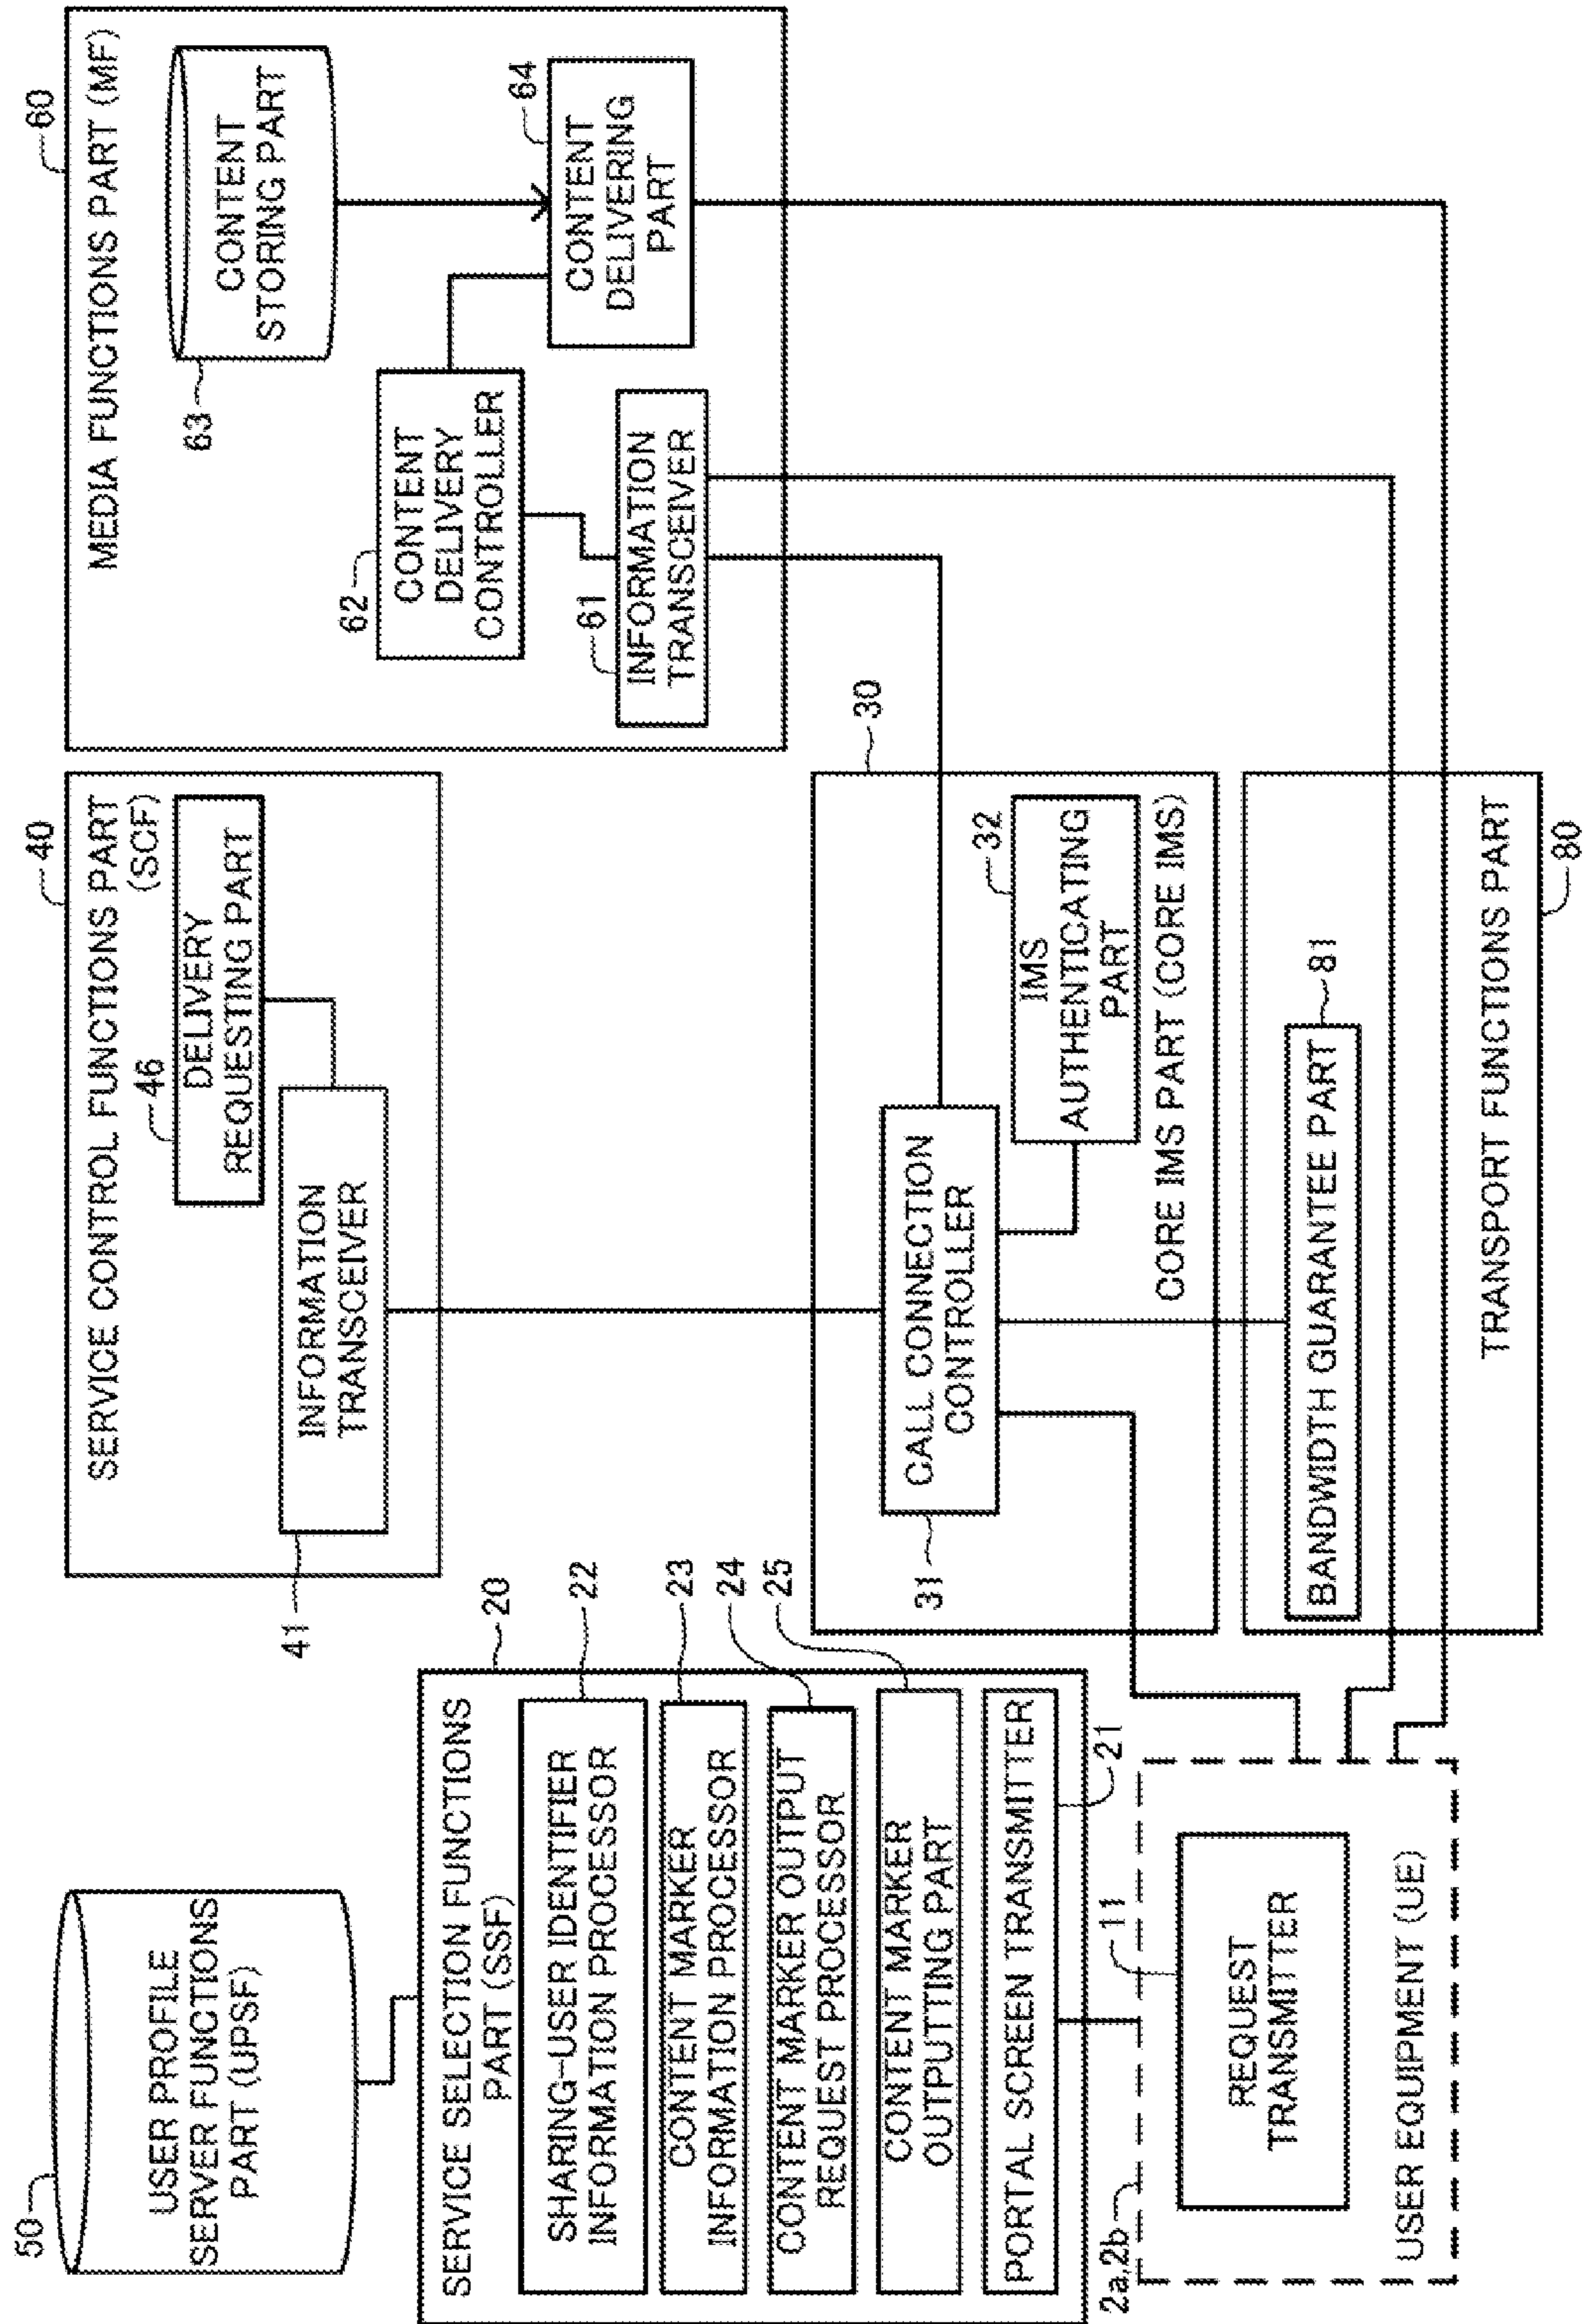 50
USER PROFILE
SERVER FUNCTIONS
PART (UPSF)
20
SERVICE SELECTION FUNCTIONS
PART (SSF)
22
SHARING-USER IDENTIFIER
INFORMATION PROCESSOR
23
CONTENT MARKER
INFORMATION PROCESSOR
24
CONTENT MARKER OUTPUT
REQUEST PROCESSOR
25
CONTENT MARKER
OUTPUTING PART
PORTAL SCREEN TRANSMITTER
21
2a,2b
11
REQUEST
TRANSMITTER
USER EQUIPMENT (UE)
40
SERVICE CONTROL FUNCTIONS PART
(SCF)
46
DELIVERY
REQUESTING PART
41
INFORMATION
TRANSCEIVER
30
31
CALL CONNECTION
CONTROLLER
32
IMS
AUTHENTICATING
PART
CORE IMS PART (CORE IMS)
BANDWIDTH GUARANTEE PART
81
TRANSPORT FUNCTIONS PART
80
60
MEDIA FUNCTIONS PART (MF)
63
CONTENT
STORING PART
62
CONTENT
DELIVERY
CONTROLLER
64
CONTENT
DELIVERING
PART
61
INFORMATION
TRANSCEIVER